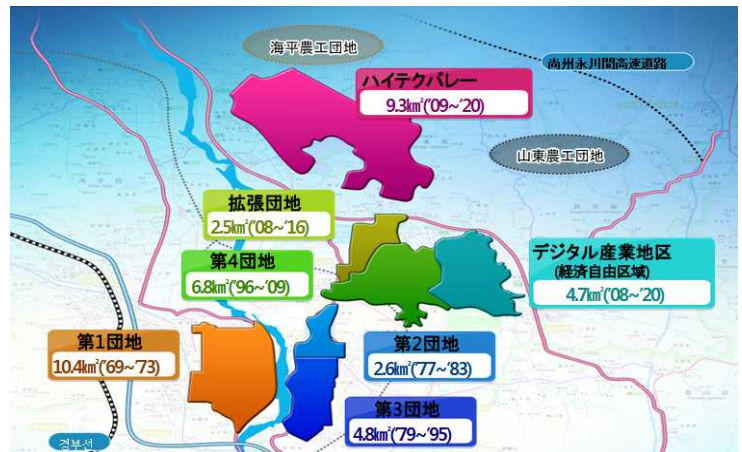 海平農工団地
尚州永川間高速道路
ハイテクバレー
9.3㎢('09~'20)
山東農工団地
拡張団地
2.5㎢('08~'16)
第4団地
6.8㎢('96~'09)
デジタル産業地区
(経済自由区域)
4.7㎢('08~'20)
第1団地
10.4㎢('69~'73)
第2団地
2.6㎢('77~'83)
第3団地
4.8㎢('79~'95)
경부선